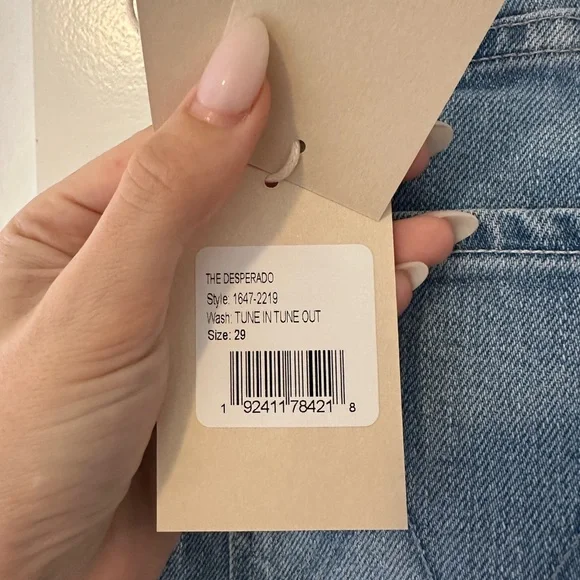 THE DESPERADO
Style: 1647-2219
Wash: TUNE IN TUNE OUT
Size: 29
1 92411 78421 8